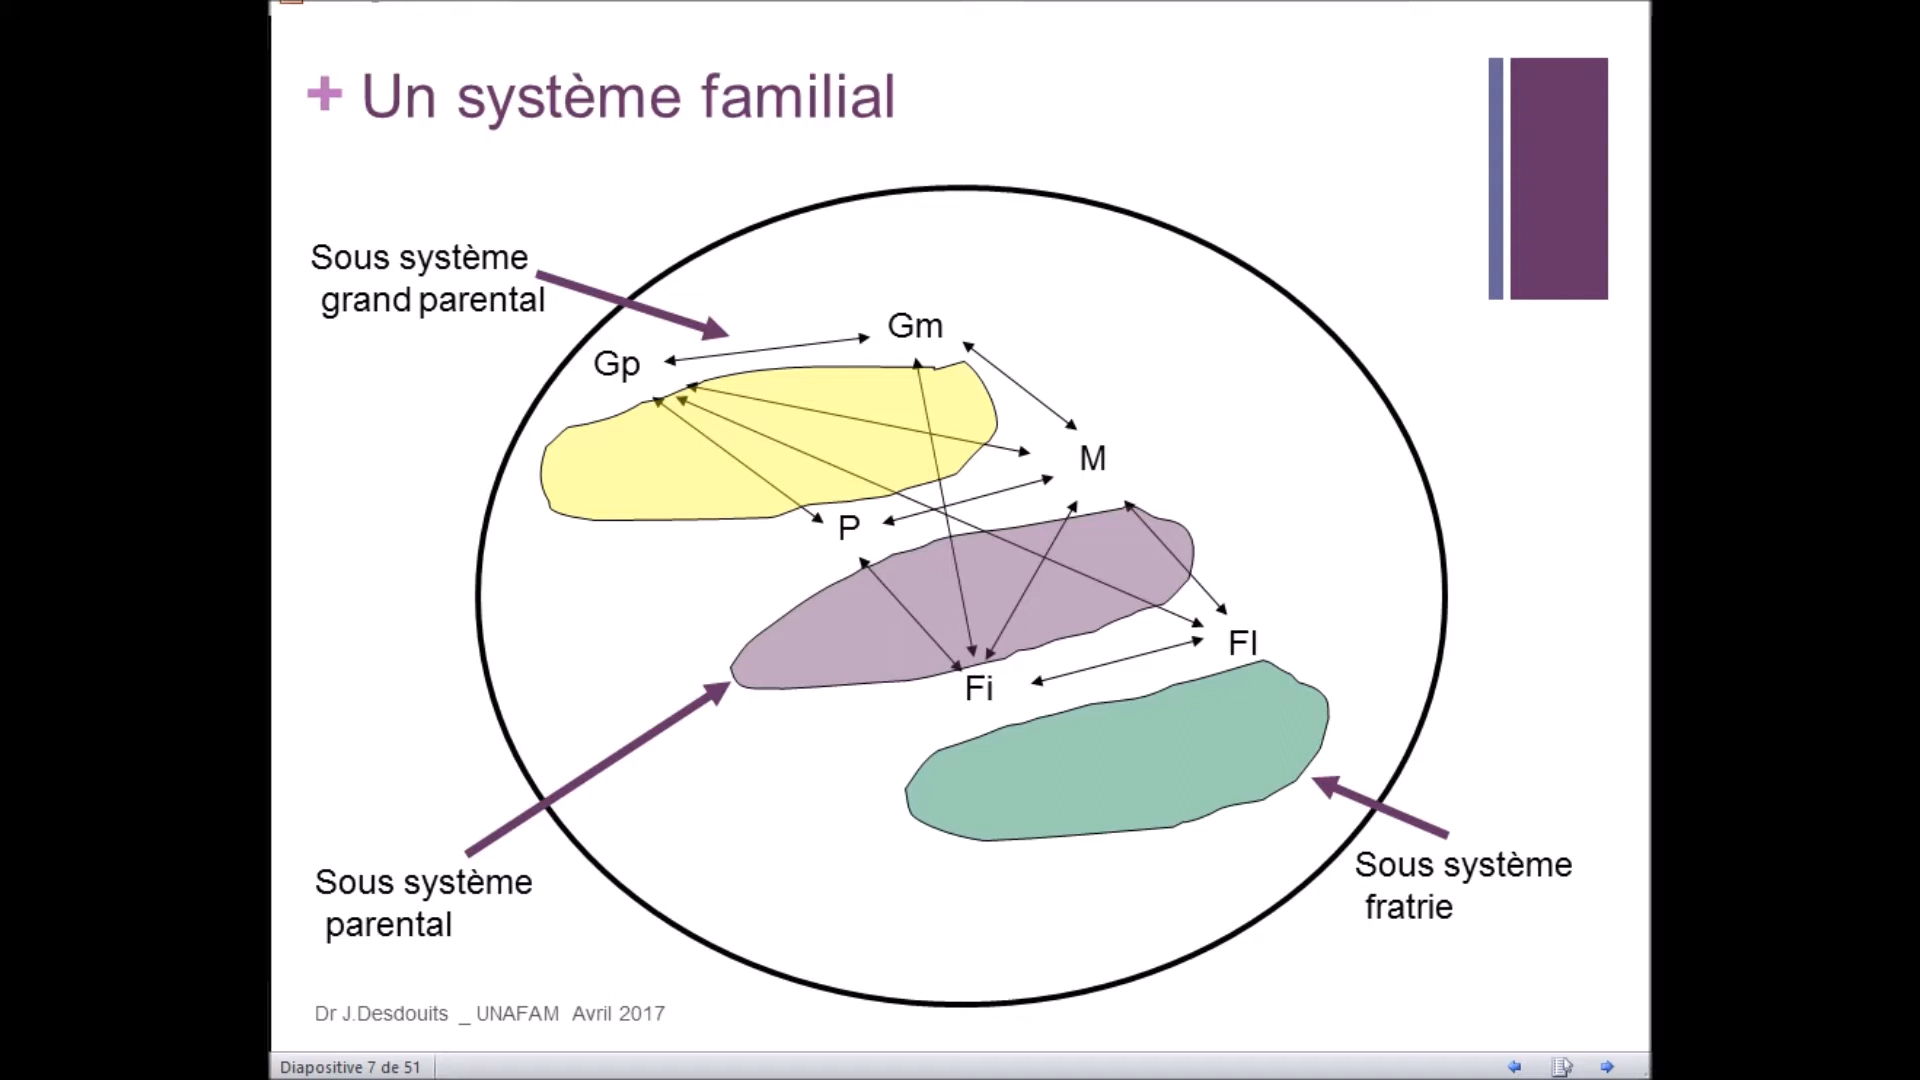 + Un système familial
Sous système
grand parental
Gm
Gp
M
P
Fl
Fi
Sous système
parental
Sous système
fratrie
Dr J.Desdouits _ UNAFAM Avril 2017
Diapositive 7 de 51